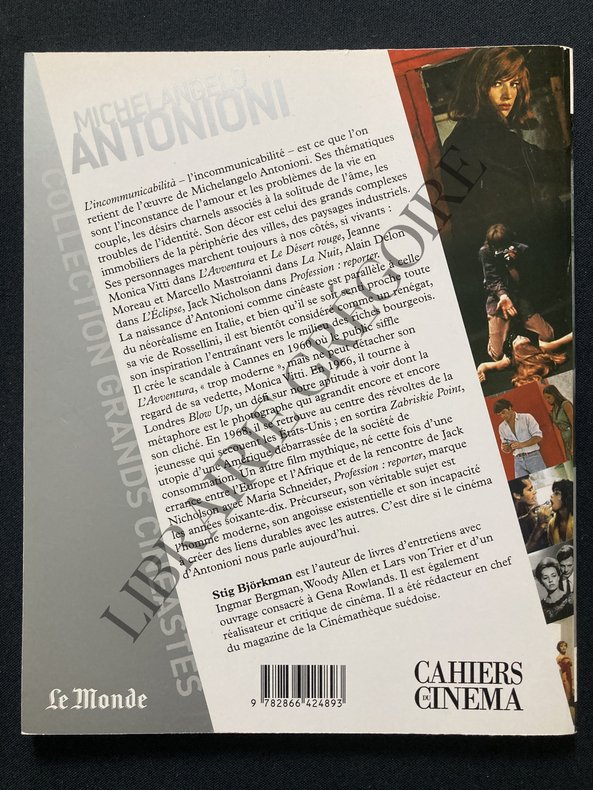 MICHELANGELO
ANTONIONI
COLLECTION GRANDS CINÉASTES
L'incommunicabilità – l'incommunicabilité – est ce que l'on
retient de l'œuvre de Michelangelo Antonioni. Ses thématiques
sont l'inconstance de l'amour et les problèmes de la vie en
couple, les désirs charnels associés à la solitude de l'âme, les
troubles de l'identité. Son décor est celui des grands complexes
immobiliers de la périphérie des villes, des paysages industriels.
Ses personnages marchent toujours à nos côtés, si vivants :
Monica Vitti dans L'Avventura et Le Désert rouge, Jeanne
Moreau et Marcello Mastroianni dans La Nuit, Alain Delon
dans L'Éclipse, Jack Nicholson dans Profession : reporter.
La naissance d'Antonioni comme cinéaste est parallèle à celle
du néoréalisme en Italie, et bien qu'il se soit senti proche toute
sa vie de Rossellini, il est bientôt considéré comme un renégat,
son inspiration l'entraînant vers le milieu des riches bourgeois.
Il crée le scandale à Cannes en 1960 : le public siffle
L'Avventura, « trop moderne », mais ne peut détacher son
regard de sa vedette, Monica Vitti. En 1966, il tourne à
Londres Blow Up, un défi sur notre aptitude à voir dont la
métaphore est le photographe qui agrandit encore et encore
son cliché. En 1968, il se retrouve au centre des révoltes de la
jeunesse qui secouent les États-Unis ; en sortira Zabriskie Point,
utopie d'une Amérique débarrassée de la société de
consommation. Un autre film mythique, né cette fois d'une
errance entre l'Europe et l'Afrique et de la rencontre de Jack
Nicholson avec Maria Schneider, Profession : reporter, marque
les années soixante-dix. Précurseur, son véritable sujet est
l'homme moderne, son angoisse existentielle et son incapacité
à créer des liens durables avec les autres. C'est dire si le cinéma
d'Antonioni nous parle aujourd'hui.
Stig Björkman est l'auteur de livres d'entretiens avec
Ingmar Bergman, Woody Allen et Lars von Trier et d'un
ouvrage consacré à Gena Rowlands. Il est également
réalisateur et critique de cinéma. Il a été rédacteur en chef
du magazine de la Cinémathèque suédoise.
LIBRAIRIE GRÉGOIRE
Le Monde
9 782866 424893
CAHIERS
DU CINEMA